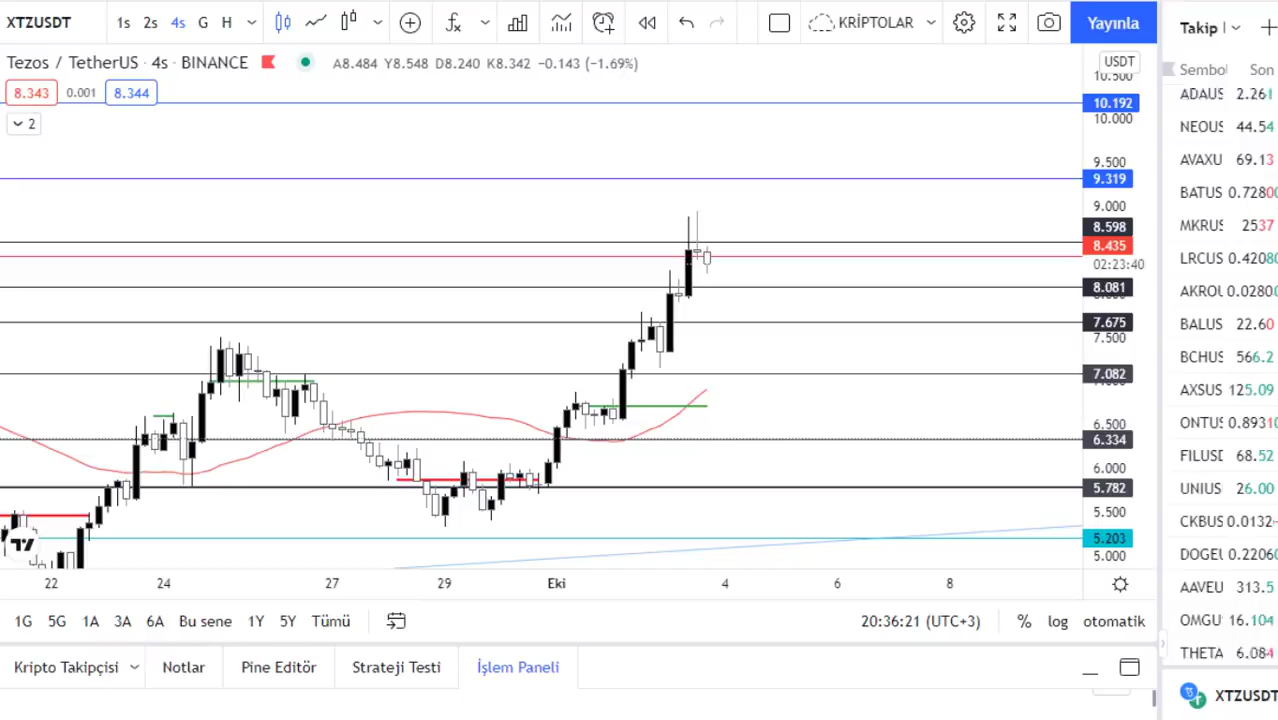 XTZUSDT 1s 2s 4s G H KRİPTOLAR Yayınla
Tezos / TetherUS · 4s · BINANCE A8.484 Y8.548 D8.240 K8.342 −0.143 (−1.69%)
8.343 0.001 8.344
2
USDT
10.500
10.192
10.000
9.500
9.319
9.000
8.598
8.435
02:23:40
8.081
7.675
7.500
7.082
6.500
6.334
6.000
5.782
5.500
5.203
5.000
22 24 27 29 Eki 4 6 8
1G 5G 1A 3A 6A Bu sene 1Y 5Y Tümü 20:36:21 (UTC+3) % log otomatik
Kripto Takipçisi Notlar Pine Editör Strateji Testi İşlem Paneli
Takip l
Sembol Son
ADAUS 2.261
NEOUS 44.54
AVAXU 69.13
BATUS 0.7280
MKRUS 2537
LRCUS 0.4208
AKROU 0.0280
BALUS 22.60
BCHUS 566.2
AXSUS 125.09
ONTUS 0.8931
FILUSD 68.52
UNIUS 26.00
CKBUS 0.0132
DOGEU 0.2206
AAVEU 313.5
OMGU 16.104
THETA 6.084
XTZUSDT